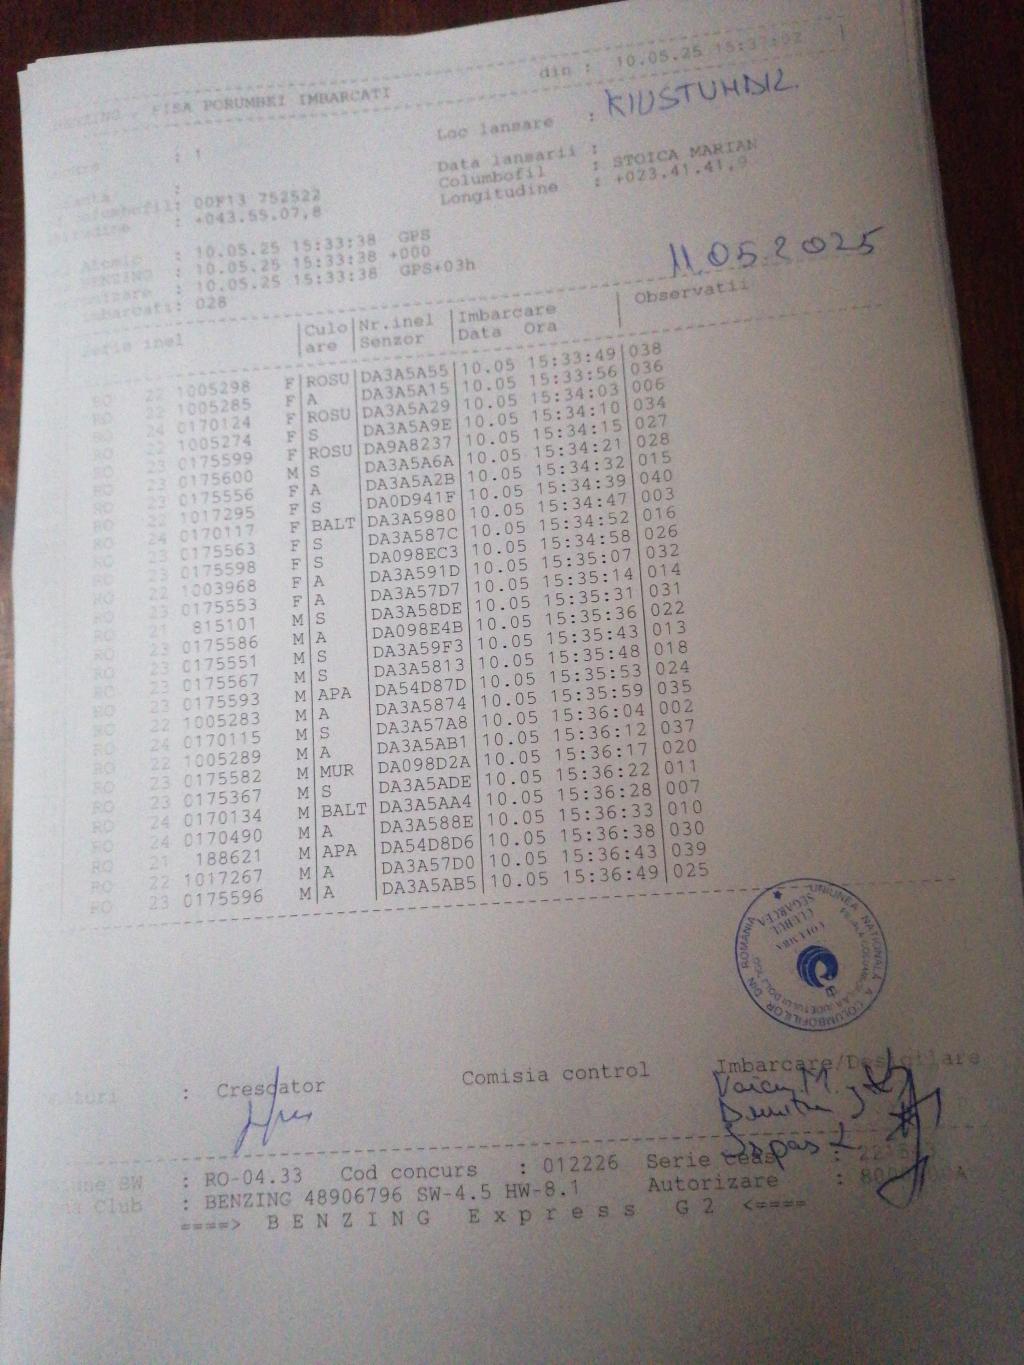 BENZING - FISA PORUMBEI IMBARCATI din : 10.05.25 15:37:02
: 1 Loc lansare : KIUSTUHDIL
Data lansarii :
: 00F13 752522 Columbofil : STOICA MARIAN
: +043.55.07,8 Longitudine : +023.41.41,9
Atomic : 10.05.25 15:33:38 GPS
BENZING : 10.05.25 15:33:38 +000
: 10.05.25 15:33:38 GPS+03h 11.05.2025
imbarcati: 028
Serie inel |Culo|Nr.inel |Imbarcare | Observatii
|are |Senzor |Data Ora |
RO 22 1005298 F|ROSU|DA3A5A55|10.05 15:33:49|038
RO 22 1005285 F|A |DA3A5A15|10.05 15:33:56|036
RO 24 0170124 F|ROSU|DA3A5A29|10.05 15:34:03|006
RO 22 1005274 F|S |DA3A5A9E|10.05 15:34:10|034
RO 23 0175599 F|ROSU|DA9A8237|10.05 15:34:15|027
RO 23 0175600 M|S |DA3A5A6A|10.05 15:34:21|028
RO 23 0175556 F|A |DA3A5A2B|10.05 15:34:32|015
RO 22 1017295 F|S |DA0D941F|10.05 15:34:39|040
RO 24 0170117 F|BALT|DA3A5980|10.05 15:34:47|003
RO 23 0175563 F|S |DA3A587C|10.05 15:34:52|016
RO 23 0175598 F|S |DA098EC3|10.05 15:34:58|026
RO 22 1003968 F|A |DA3A591D|10.05 15:35:07|032
RO 23 0175553 F|A |DA3A57D7|10.05 15:35:14|014
RO 21 815101 M|S |DA3A58DE|10.05 15:35:31|031
RO 23 0175586 M|A |DA098E4B|10.05 15:35:36|022
RO 23 0175551 M|S |DA3A59F3|10.05 15:35:43|013
RO 23 0175567 M|S |DA3A5813|10.05 15:35:48|018
RO 23 0175593 M|APA |DA54D87D|10.05 15:35:53|024
RO 22 1005283 M|A |DA3A5874|10.05 15:35:59|035
RO 24 0170115 M|S |DA3A57A8|10.05 15:36:04|002
RO 22 1005289 M|A |DA3A5AB1|10.05 15:36:12|037
RO 23 0175582 M|MUR |DA098D2A|10.05 15:36:17|020
RO 23 0175367 M|S |DA3A5ADE|10.05 15:36:22|011
RO 24 0170134 M|BALT|DA3A5AA4|10.05 15:36:28|007
RO 24 0170490 M|A |DA3A588E|10.05 15:36:33|010
RO 21 188621 M|APA |DA54D8D6|10.05 15:36:38|030
RO 22 1017267 M|A |DA3A57D0|10.05 15:36:43|039
RO 23 0175596 M|A |DA3A5AB5|10.05 15:36:49|025
UNIUNEA NATIONALA A COLUMBOFILILOR DIN ROMANIA
CLUBUL
COLUMBA
SEGARCEA
: Crescator Comisia control Imbarcare/Desigilare
Voicu M.
Dumitru
: RO-04.33 Cod concurs : 012226 Serie ceas :
Club : BENZING 48906796 SW-4.5 HW-8.1 Autorizare :
====> B E N Z I N G E x p r e s s G 2 <====